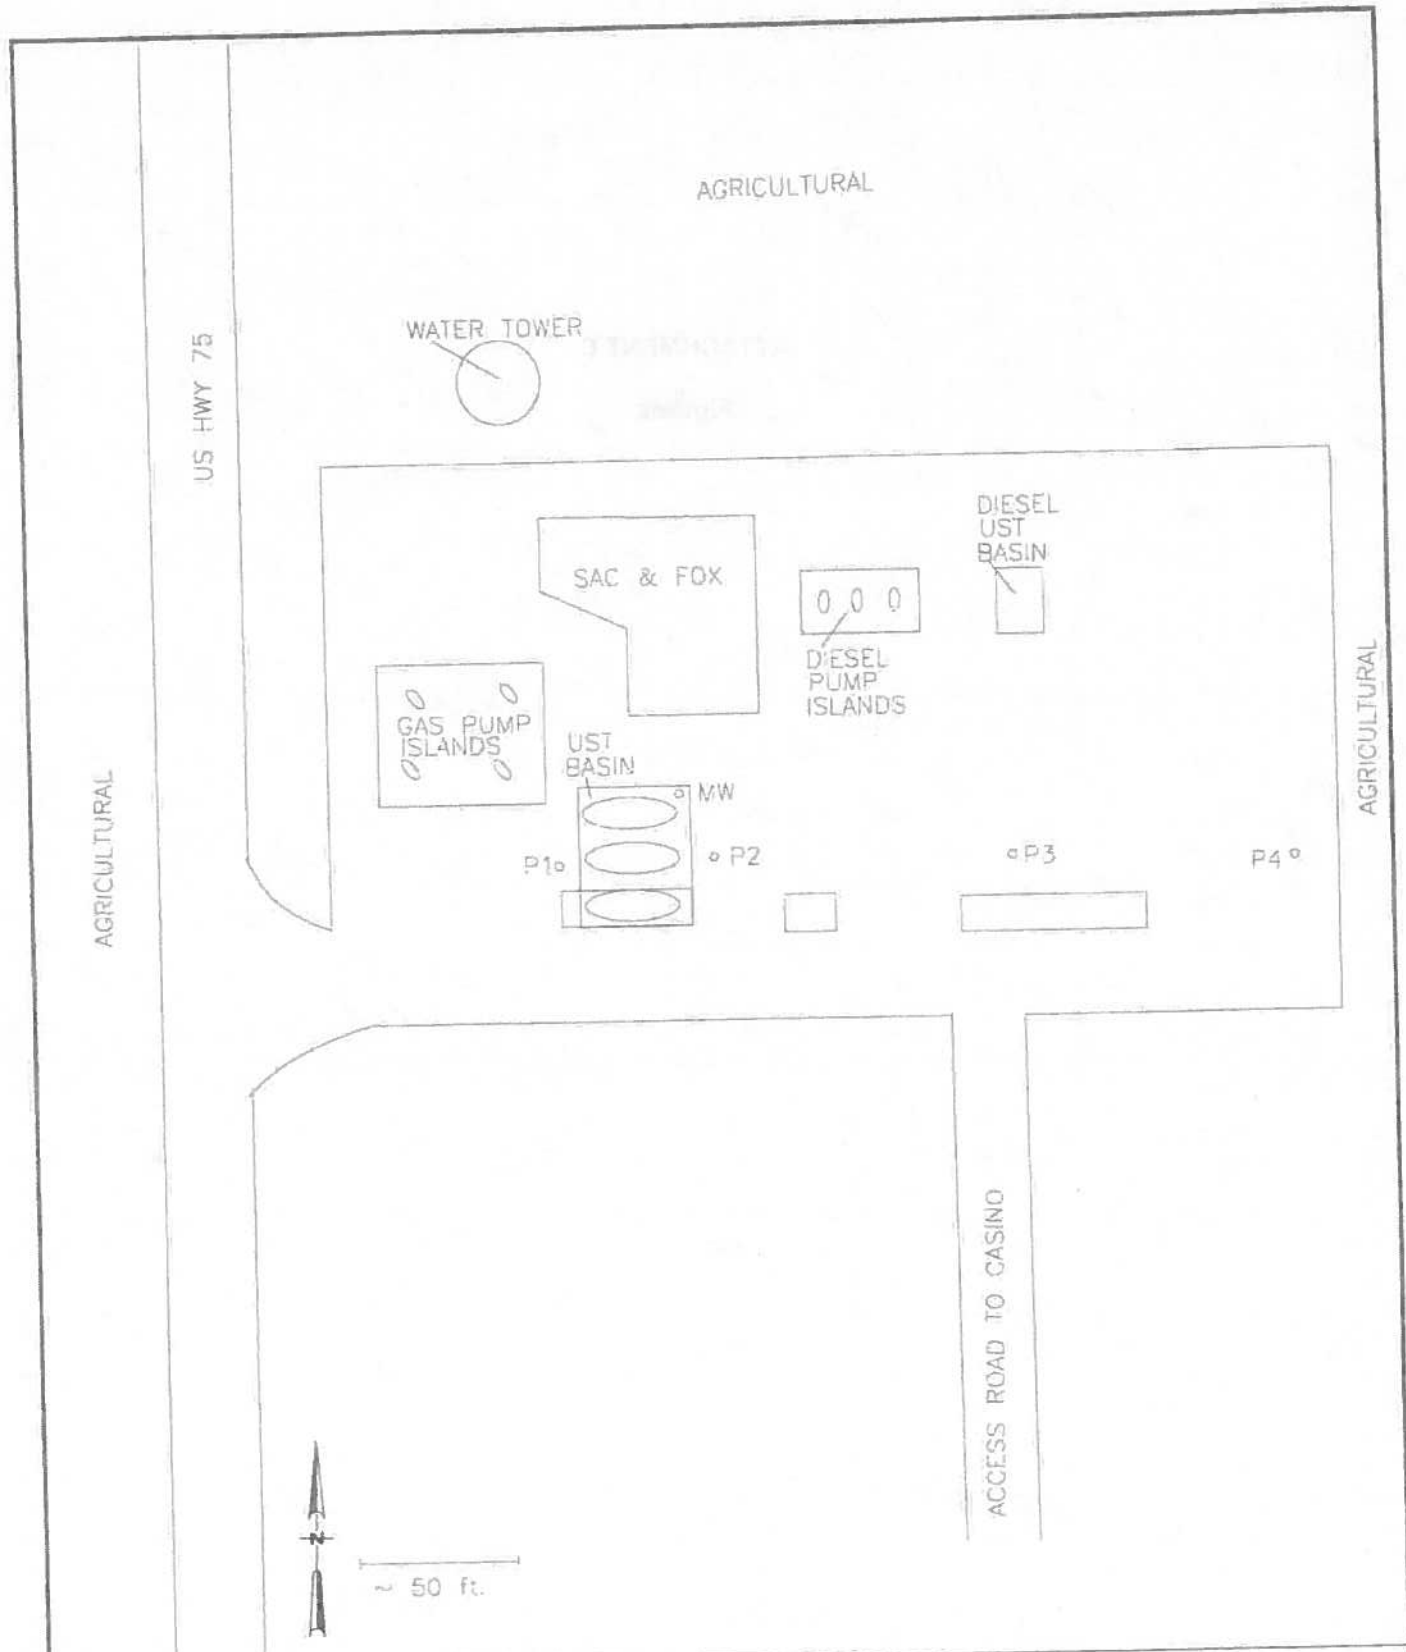 AGRICULTURAL
WATER TOWER
US HWY 75
DIESEL
UST
BASIN
SAC & FOX
0 0 0
DIESEL
PUMP
ISLANDS
GAS PUMP
ISLANDS
UST
BASIN
MW
P1
P2
P3
P4
AGRICULTURAL
AGRICULTURAL
ACCESS ROAD TO CASINO
N
~ 50 ft.